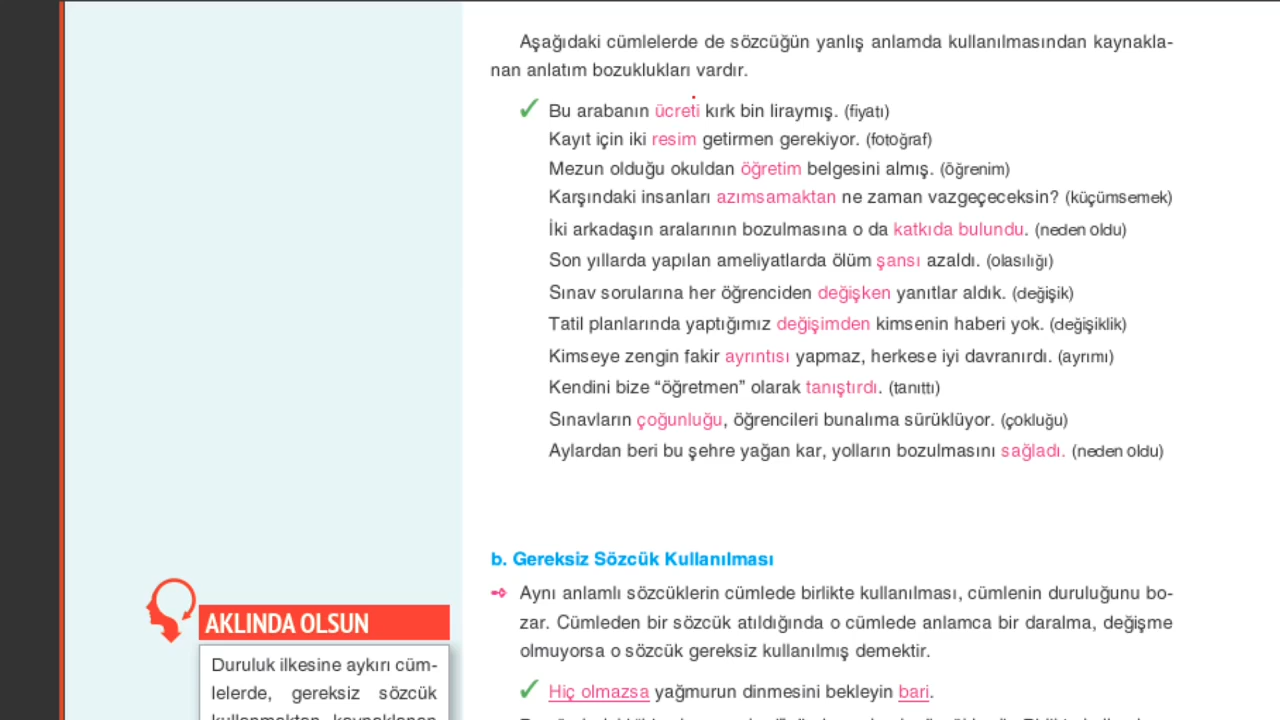 Aşağıdaki cümlelerde de sözcüğün yanlış anlamda kullanılmasından kaynakla-
nan anlatım bozuklukları vardır.
✓ Bu arabanın ücreti kırk bin liraymış. (fiyatı)
Kayıt için iki resim getirmen gerekiyor. (fotoğraf)
Mezun olduğu okuldan öğretim belgesini almış. (öğrenim)
Karşındaki insanları azımsamaktan ne zaman vazgeçeceksin? (küçümsemek)
İki arkadaşın aralarının bozulmasına o da katkıda bulundu. (neden oldu)
Son yıllarda yapılan ameliyatlarda ölüm şansı azaldı. (olasılığı)
Sınav sorularına her öğrenciden değişken yanıtlar aldık. (değişik)
Tatil planlarında yaptığımız değişimden kimsenin haberi yok. (değişiklik)
Kimseye zengin fakir ayrıntısı yapmaz, herkese iyi davranırdı. (ayrımı)
Kendini bize “öğretmen” olarak tanıştırdı. (tanıttı)
Sınavların çoğunluğu, öğrencileri bunalıma sürüklüyor. (çokluğu)
Aylardan beri bu şehre yağan kar, yolların bozulmasını sağladı. (neden oldu)
b. Gereksiz Sözcük Kullanılması
Aynı anlamlı sözcüklerin cümlede birlikte kullanılması, cümlenin duruluğunu bo-
zar. Cümleden bir sözcük atıldığında o cümlede anlamca bir daralma, değişme
olmuyorsa o sözcük gereksiz kullanılmış demektir.
✓ Hiç olmazsa yağmurun dinmesini bekleyin bari.
AKLINDA OLSUN
Duruluk ilkesine aykırı cüm-
lelerde, gereksiz sözcük